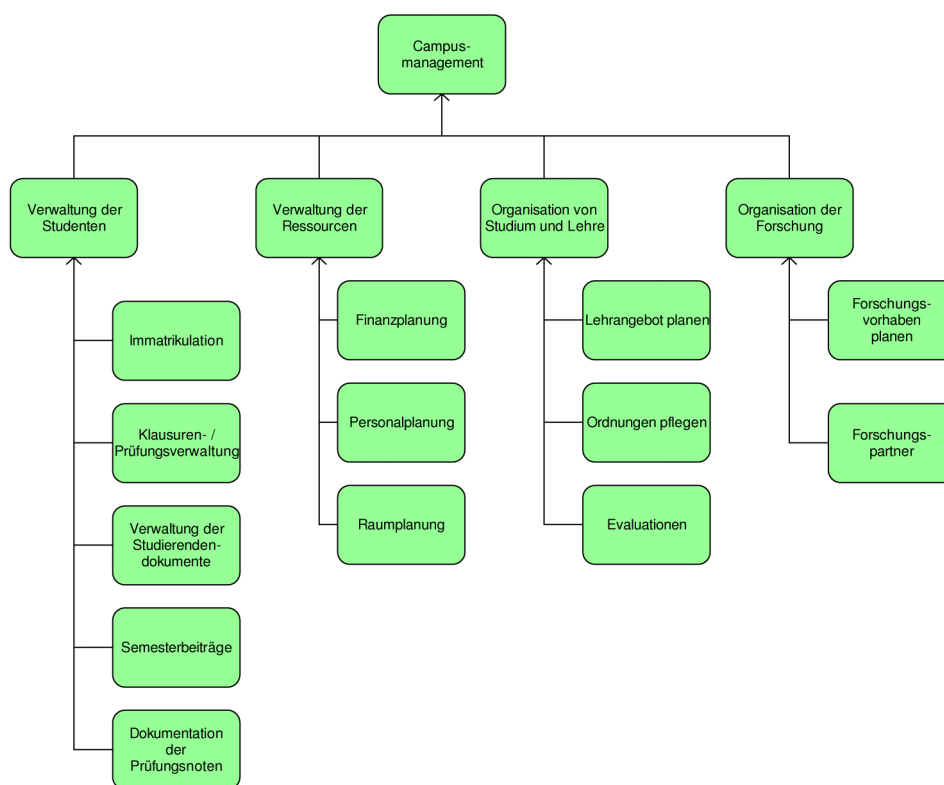 Campus-
management
Verwaltung der
Studenten
Verwaltung der
Ressourcen
Organisation von
Studium und Lehre
Organisation der
Forschung
Immatrikulation
Klausuren- /
Prüfungsverwaltung
Verwaltung der
Studierenden-
dokumente
Semesterbeiträge
Dokumentation
der
Prüfungsnoten
Finanzplanung
Personalplanung
Raumplanung
Lehrangebot planen
Ordnungen pflegen
Evaluationen
Forschungs-
vorhaben
planen
Forschungs-
partner